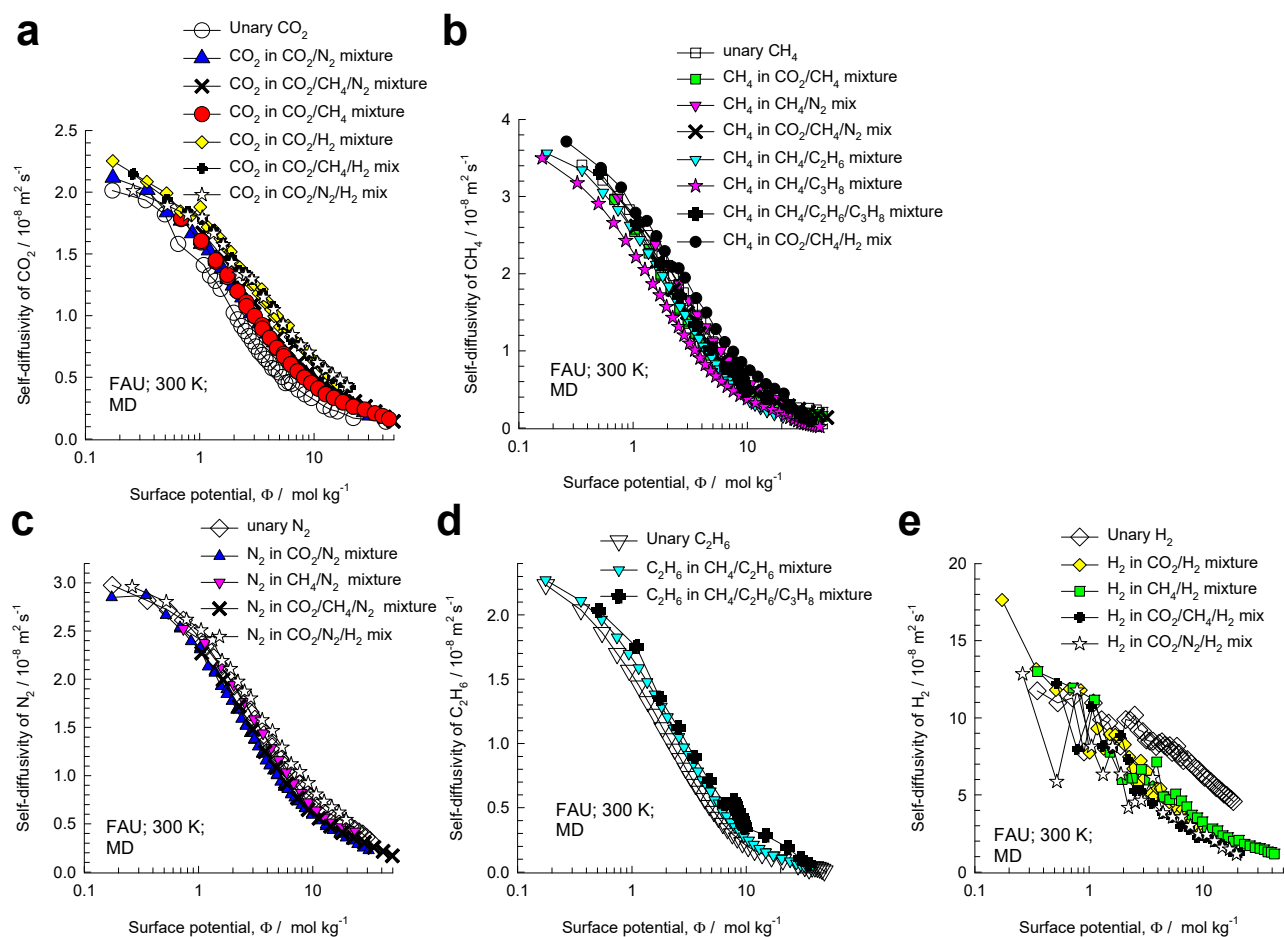 a
Unary CO2
CO2 in CO2/N2 mixture
CO2 in CO2/CH4/N2 mixture
CO2 in CO2/CH4 mixture
CO2 in CO2/H2 mixture
CO2 in CO2/CH4/H2 mix
CO2 in CO2/N2/H2 mix
Self-diffusivity of CO2 / 10-8 m2 s-1
2.5
2.0
1.5
1.0
0.5
0.0
FAU; 300 K;
MD
0.1 1 10
Surface potential, Φ / mol kg-1
b
unary CH4
CH4 in CO2/CH4 mixture
CH4 in CH4/N2 mix
CH4 in CO2/CH4/N2 mix
CH4 in CH4/C2H6 mixture
CH4 in CH4/C3H8 mixture
CH4 in CH4/C2H6/C3H8 mixture
CH4 in CO2/CH4/H2 mix
Self-diffusivity of CH4 / 10-8 m2 s-1
4
3
2
1
0
FAU; 300 K;
MD
0.1 1 10
Surface potential, Φ / mol kg-1
c
unary N2
N2 in CO2/N2 mixture
N2 in CH4/N2 mixture
N2 in CO2/CH4/N2 mixture
N2 in CO2/N2/H2 mix
Self-diffusivity of N2 / 10-8 m2 s-1
3.0
2.5
2.0
1.5
1.0
0.5
0.0
FAU; 300 K;
MD
0.1 1 10
Surface potential, Φ / mol kg-1
d
Unary C2H6
C2H6 in CH4/C2H6 mixture
C2H6 in CH4/C2H6/C3H8 mixture
Self-diffusivity of C2H6 / 10-8 m2 s-1
2.0
1.5
1.0
0.5
0.0
FAU; 300 K;
MD
0.1 1 10
Surface potential, Φ / mol kg-1
e
Unary H2
H2 in CO2/H2 mixture
H2 in CH4/H2 mixture
H2 in CO2/CH4/H2 mix
H2 in CO2/N2/H2 mix
Self-diffusivity of H2 / 10-8 m2 s-1
20
15
10
5
0
FAU; 300 K;
MD
0.1 1 10
Surface potential, Φ / mol kg-1